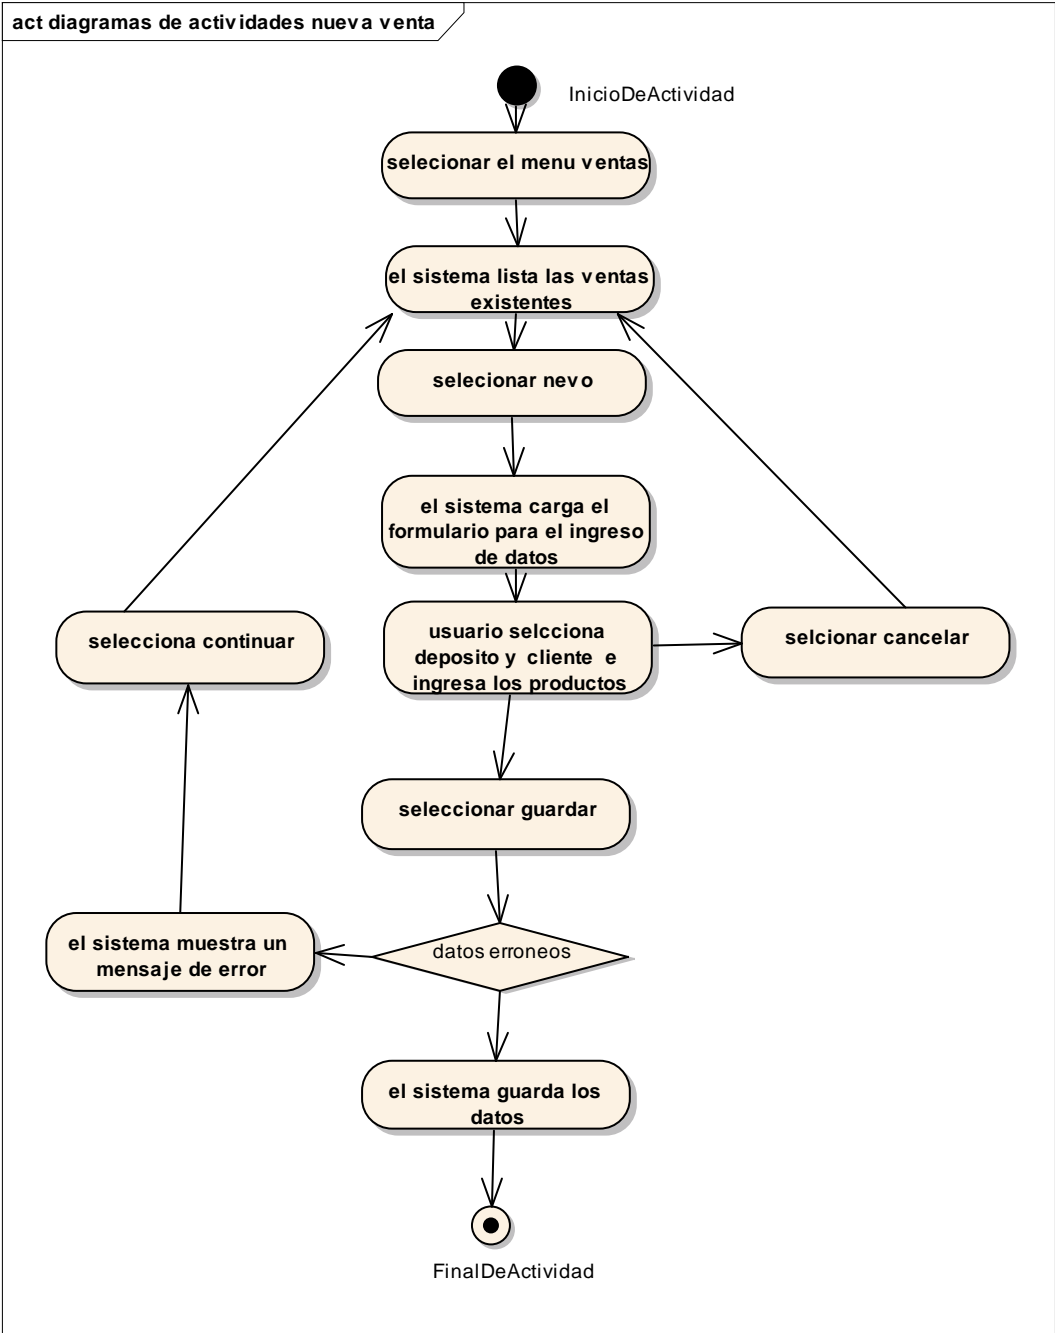 act diagramas de actividades nueva venta
InicioDeActividad
selecionar el menu ventas
el sistema lista las ventas
existentes
selecionar nevo
el sistema carga el
formulario para el ingreso
de datos
usuario selcciona
deposito y cliente e
ingresa los productos
selcionar cancelar
selecciona continuar
seleccionar guardar
datos erroneos
el sistema muestra un
mensaje de error
el sistema guarda los
datos
FinalDeActividad